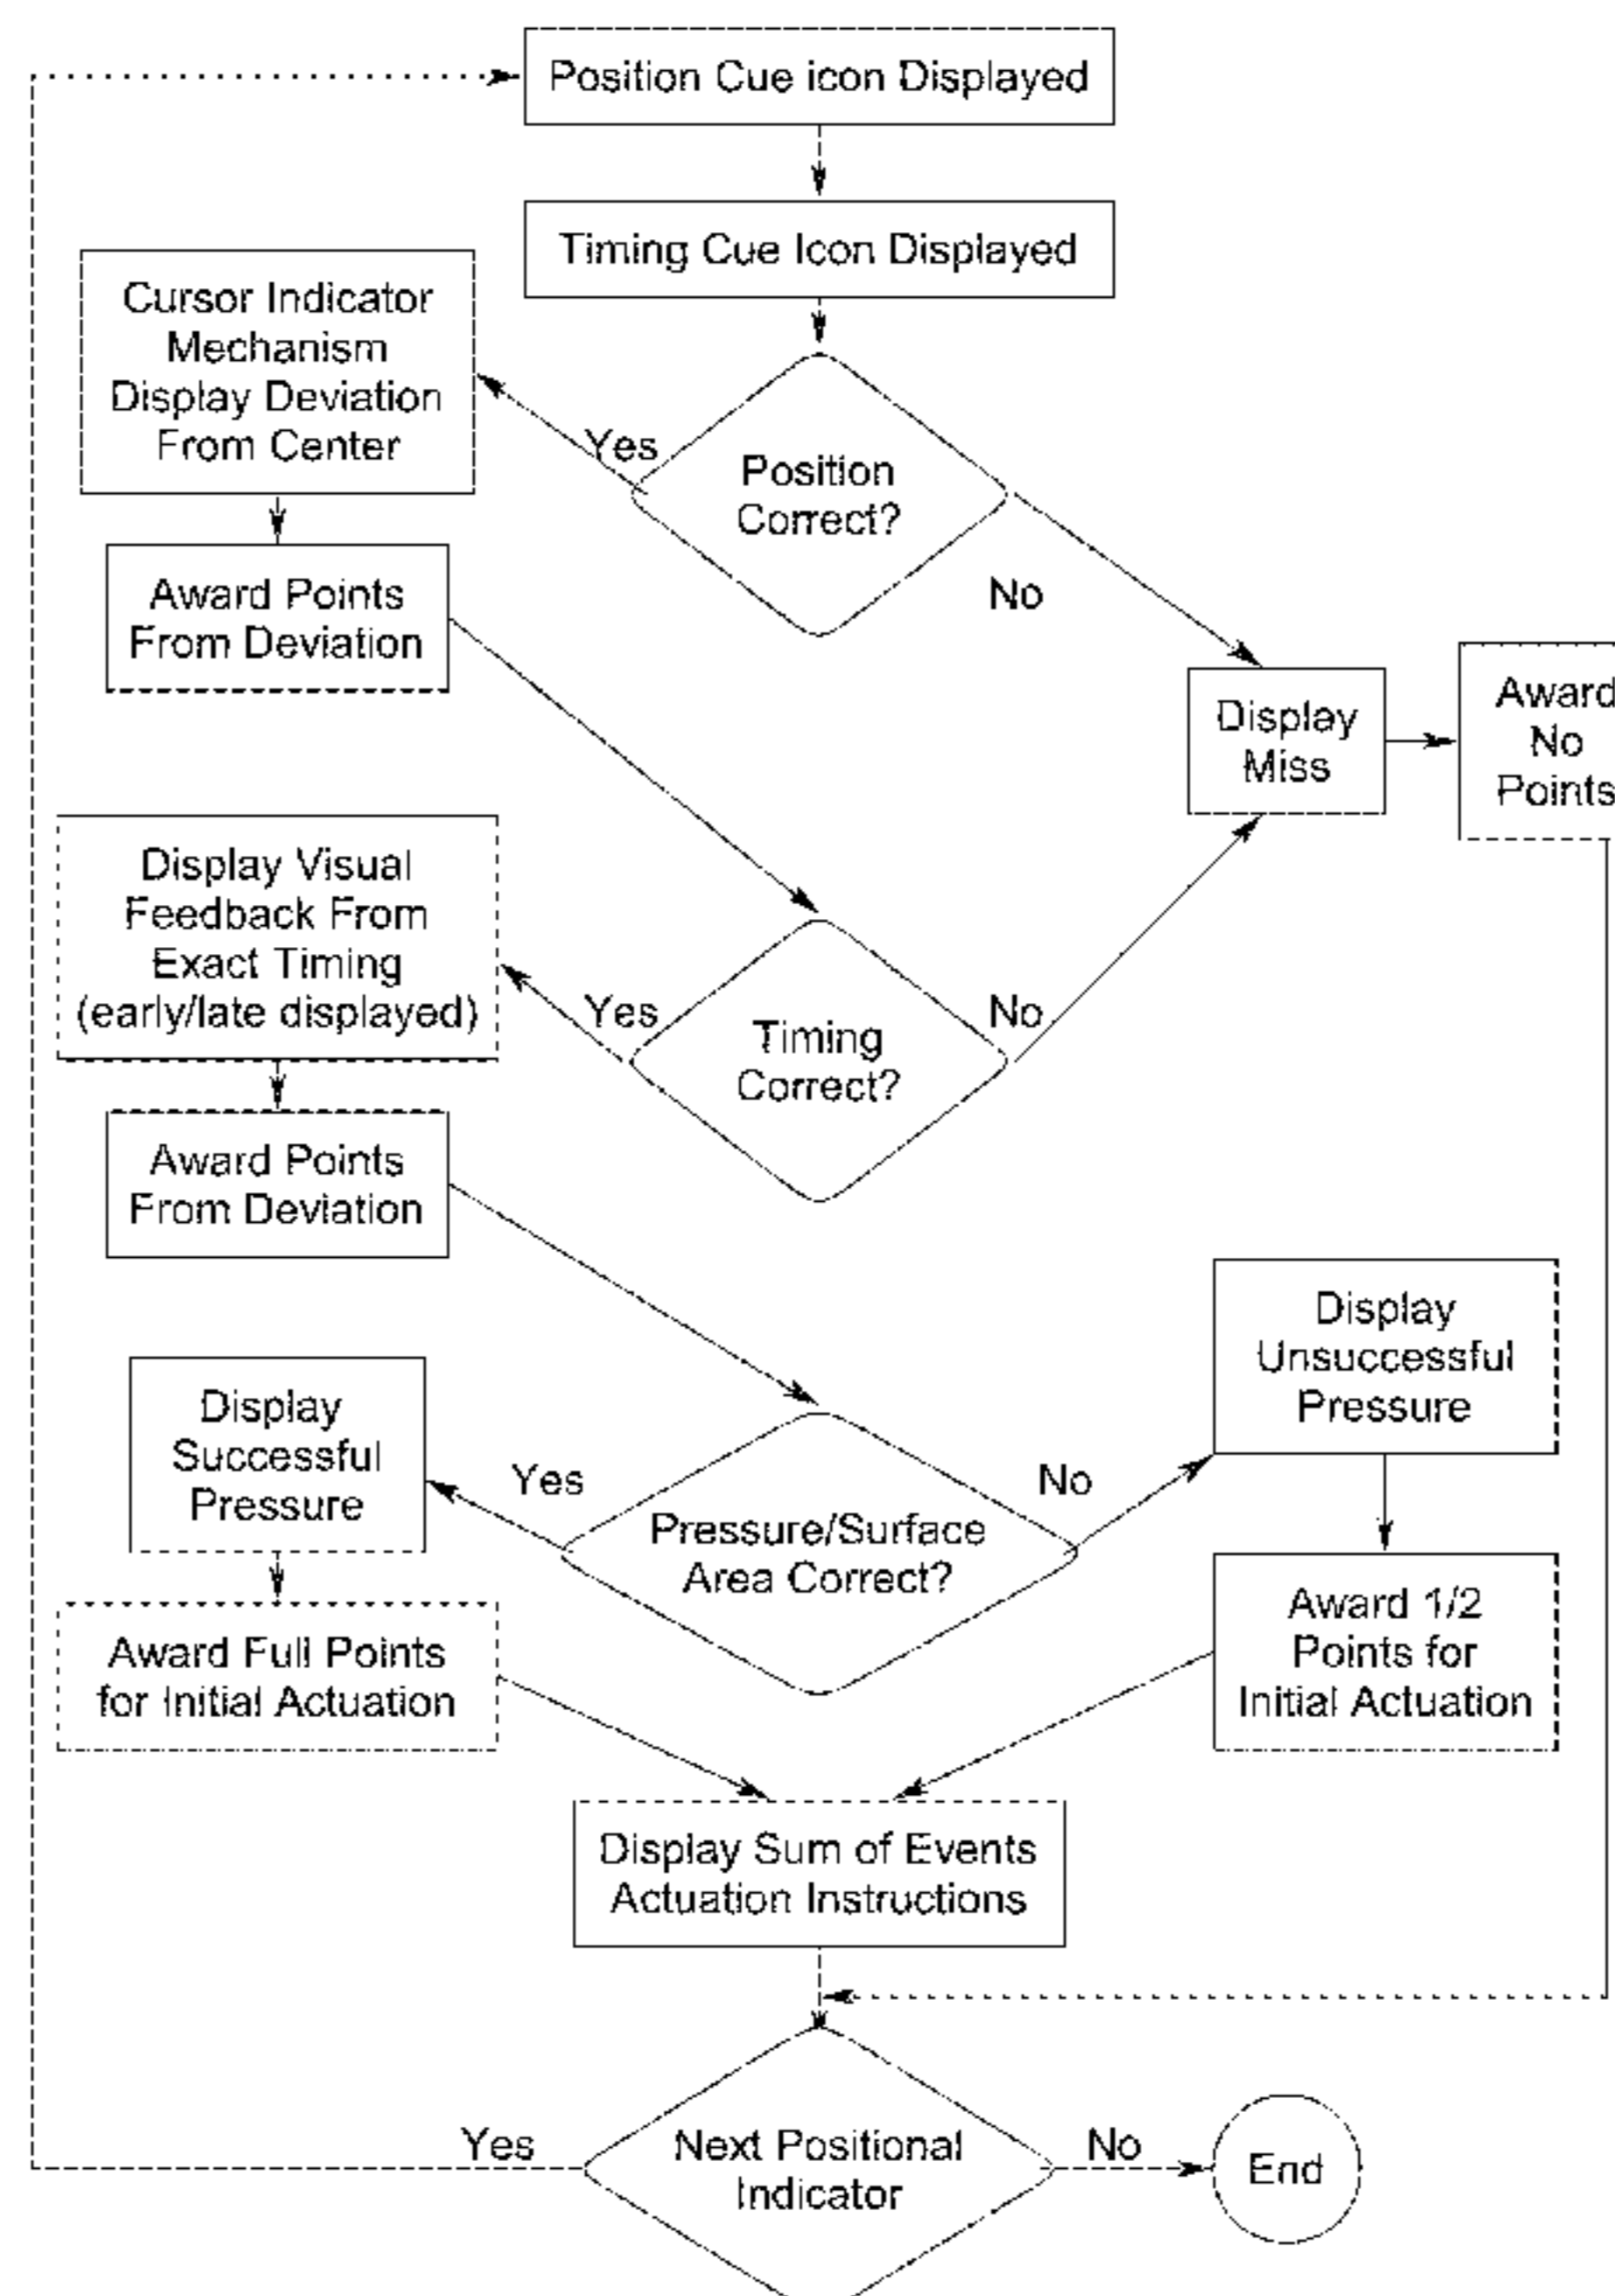 Position Cue icon Displayed
Timing Cue Icon Displayed
Cursor Indicator
Mechanism
Display Deviation
From Center
Yes
Position
Correct?
No
Award Points
From Deviation
Display
Miss
Award
No
Points
Display Visual
Feedback From
Exact Timing
(early/late displayed)
Yes
Timing
Correct?
No
Award Points
From Deviation
Display
Unsuccessful
Pressure
Display
Successful
Pressure
Yes
Pressure/Surface
Area Correct?
No
Award Full Points
for Initial Actuation
Award 1/2
Points for
Initial Actuation
Display Sum of Events
Actuation Instructions
Yes
Next Positional
Indicator
No
End